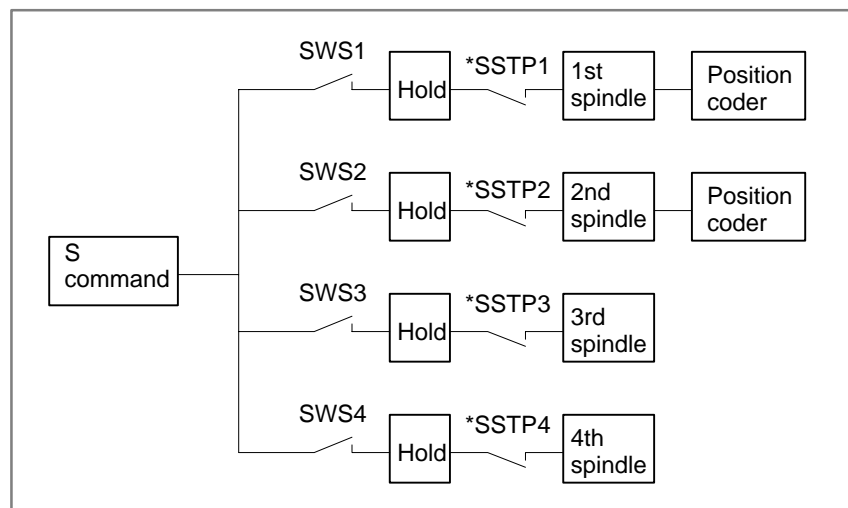 SWS1
Hold
*SSTP1
1st
spindle
Position
coder
SWS2
Hold
*SSTP2
2nd
spindle
Position
coder
S
command
SWS3
Hold
*SSTP3
3rd
spindle
SWS4
Hold
*SSTP4
4th
spindle